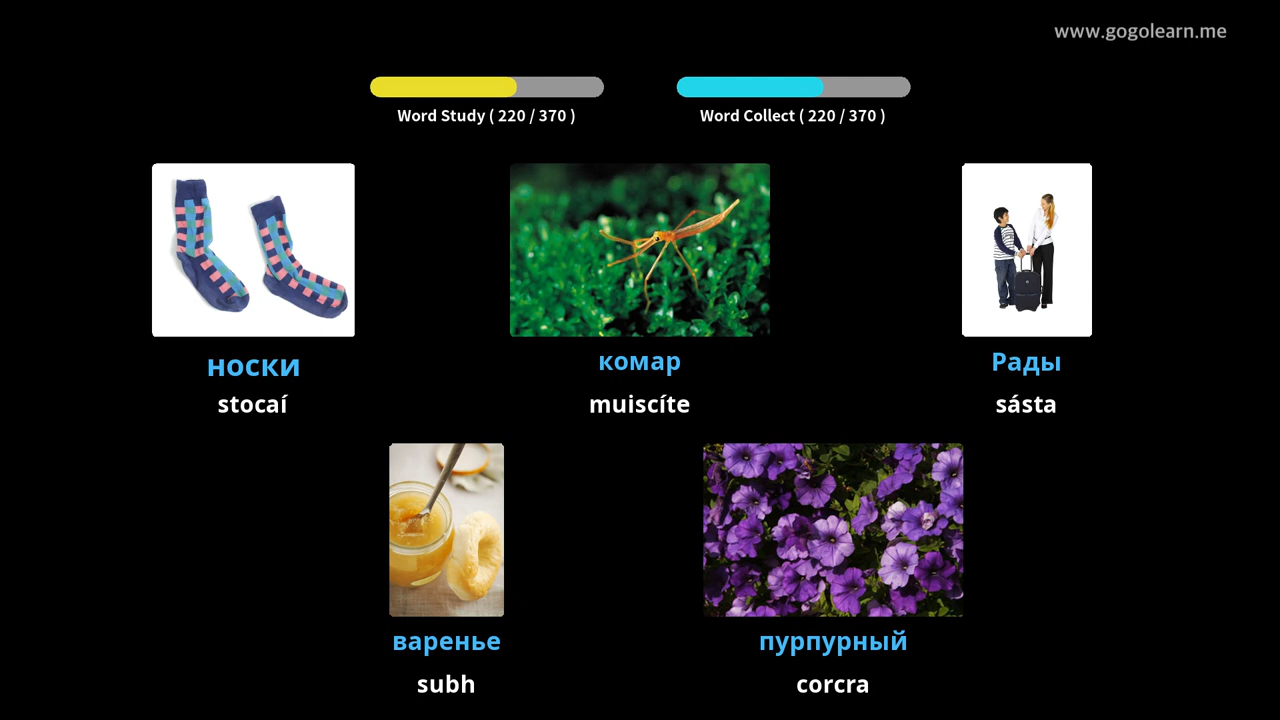 www.gogolearn.me
Word Study ( 220 / 370 )
Word Collect ( 220 / 370 )
носки
комар
Рады
stocaí
muiscíte
sásta
варенье
пурпурный
subh
corcra